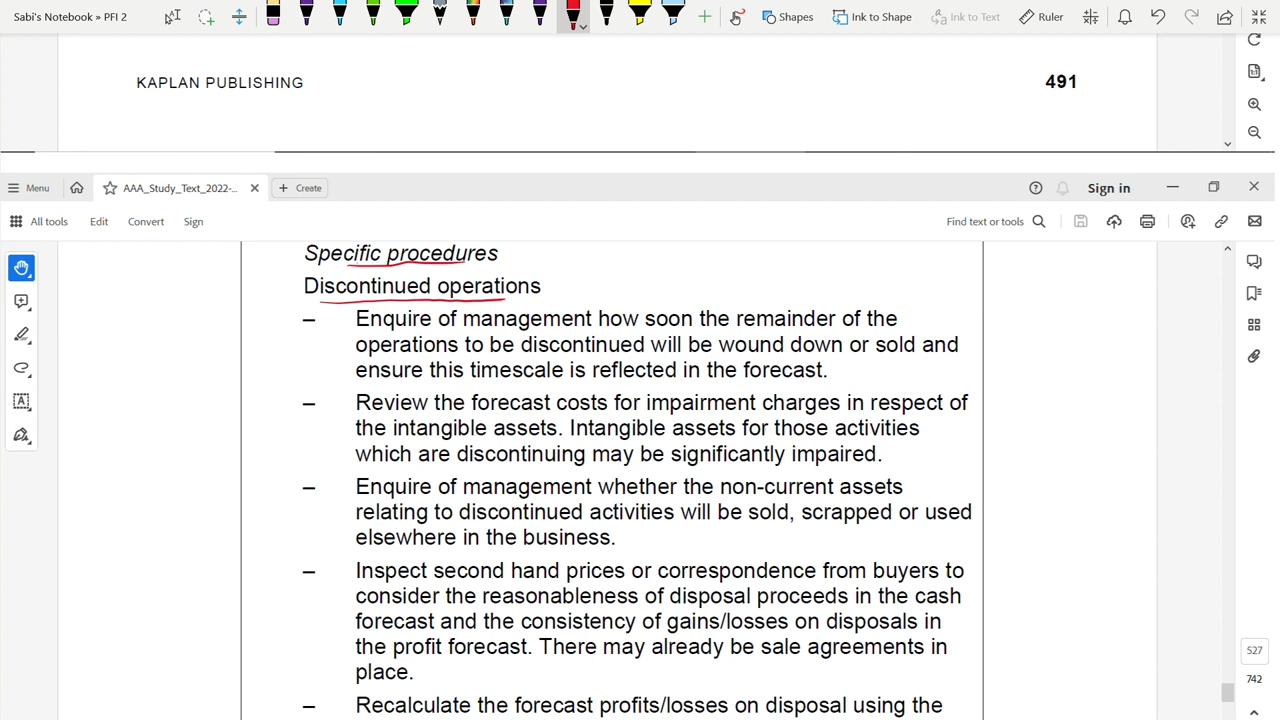 Sabi's Notebook » PFI 2
Shapes
Ink to Shape
Ink to Text
Ruler
KAPLAN PUBLISHING
491
Menu
AAA_Study_Text_2022-...
Create
Sign in
All tools
Edit
Convert
Sign
Find text or tools
Specific procedures
Discontinued operations
– Enquire of management how soon the remainder of the
operations to be discontinued will be wound down or sold and
ensure this timescale is reflected in the forecast.
– Review the forecast costs for impairment charges in respect of
the intangible assets. Intangible assets for those activities
which are discontinuing may be significantly impaired.
– Enquire of management whether the non-current assets
relating to discontinued activities will be sold, scrapped or used
elsewhere in the business.
– Inspect second hand prices or correspondence from buyers to
consider the reasonableness of disposal proceeds in the cash
forecast and the consistency of gains/losses on disposals in
the profit forecast. There may already be sale agreements in
place.
– Recalculate the forecast profits/losses on disposal using the
527
742